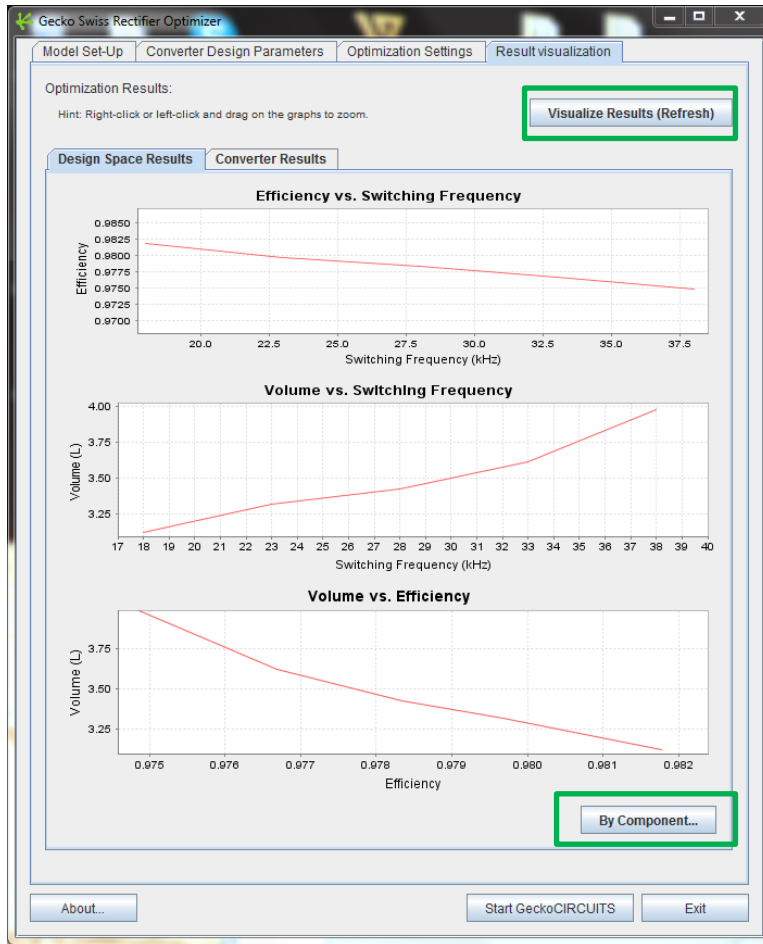 Gecko Swiss Rectifier Optimizer
Model Set-Up Converter Design Parameters Optimization Settings Result visualization
Optimization Results:
Hint: Right-click or left-click and drag on the graphs to zoom.
Visualize Results (Refresh)
Design Space Results Converter Results
Efficiency vs. Switching Frequency
0.9850
0.9825
0.9800
0.9775
0.9750
0.9725
0.9700
Efficiency
20.0 22.5 25.0 27.5 30.0 32.5 35.0 37.5
Switching Frequency (kHz)
Volume vs. Switching Frequency
4.00
3.75
3.50
3.25
Volume (L)
17 18 19 20 21 22 23 24 25 26 27 28 29 30 31 32 33 34 35 36 37 38 39 40
Switching Frequency (kHz)
Volume vs. Efficiency
3.75
3.50
3.25
Volume (L)
0.975 0.976 0.977 0.978 0.979 0.980 0.981 0.982
Efficiency
By Component...
About... Start GeckoCIRCUITS Exit